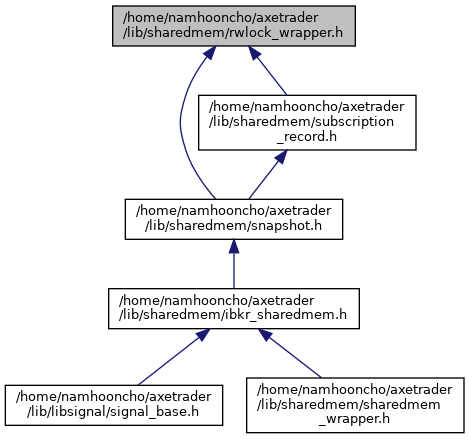 /home/namhooncho/axetrader
/lib/sharedmem/rwlock_wrapper.h
/home/namhooncho/axetrader
/lib/sharedmem/subscription
_record.h
/home/namhooncho/axetrader
/lib/sharedmem/snapshot.h
/home/namhooncho/axetrader
/lib/sharedmem/ibkr_sharedmem.h
/home/namhooncho/axetrader
/lib/libsignal/signal_base.h
/home/namhooncho/axetrader
/lib/sharedmem/sharedmem
_wrapper.h